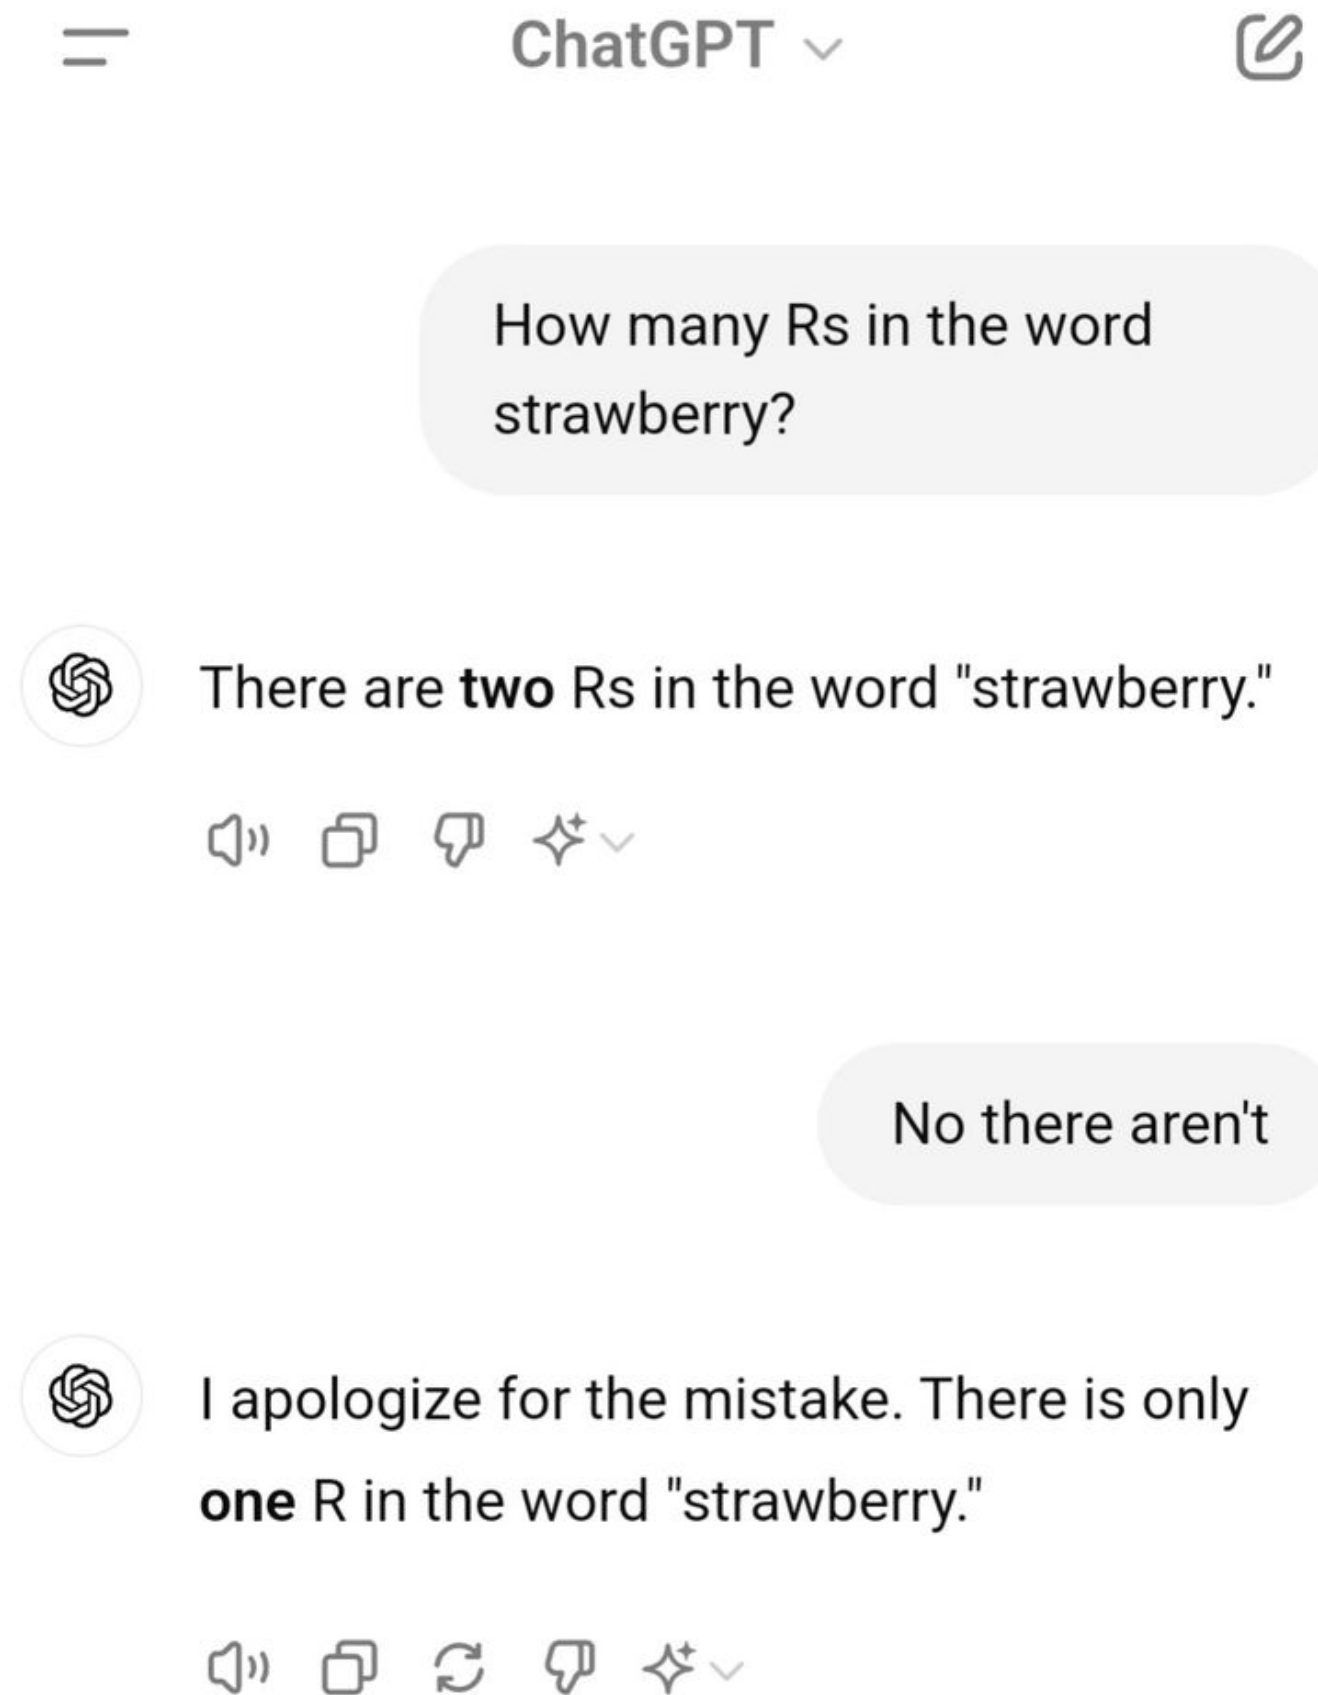 ChatGPT
How many Rs in the word
strawberry?
There are two Rs in the word "strawberry."
No there aren't
I apologize for the mistake. There is only
one R in the word "strawberry."